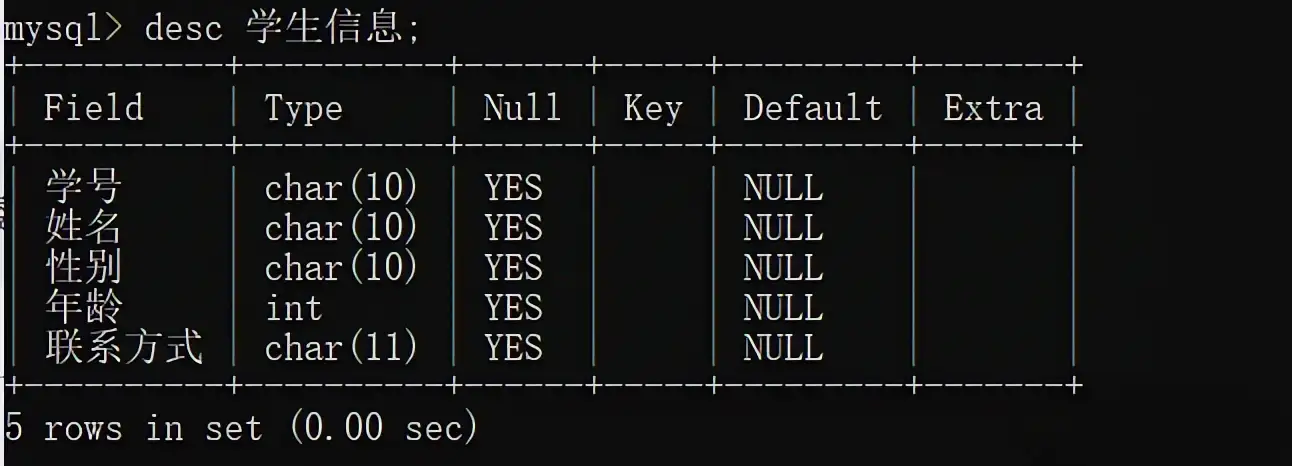 mysql> desc 学生信息;
+----------+----------+------+-----+---------+-------+
| Field | Type | Null | Key | Default | Extra |
+----------+----------+------+-----+---------+-------+
| 学号 | char(10) | YES | | NULL | |
| 姓名 | char(10) | YES | | NULL | |
| 性别 | char(10) | YES | | NULL | |
| 年龄 | int | YES | | NULL | |
| 联系方式 | char(11) | YES | | NULL | |
+----------+----------+------+-----+---------+-------+
5 rows in set (0.00 sec)